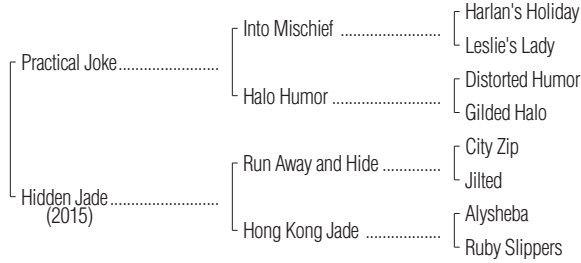 Harlan's Holiday
Into Mischief ....................
Leslie's Lady
Practical Joke....................
Distorted Humor
Halo Humor ......................
Gilded Halo
City Zip
Run Away and Hide ................
Jilted
Hidden Jade......................
(2015)
Alysheba
Hong Kong Jade ..................
Ruby Slippers